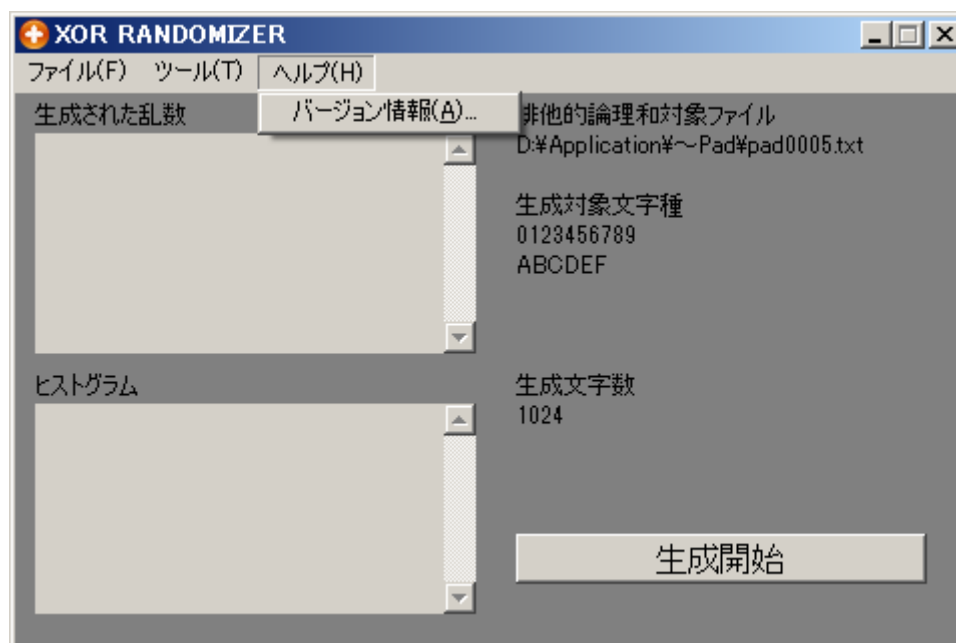 XOR RANDOMIZER
ファイル(F) ツール(T) ヘルプ(H)
バージョン情報(A)...
生成された乱数
排他的論理和対象ファイル
D:¥Application¥～Pad¥pad0005.txt
生成対象文字種
0123456789
ABCDEF
ヒストグラム
生成文字数
1024
生成開始